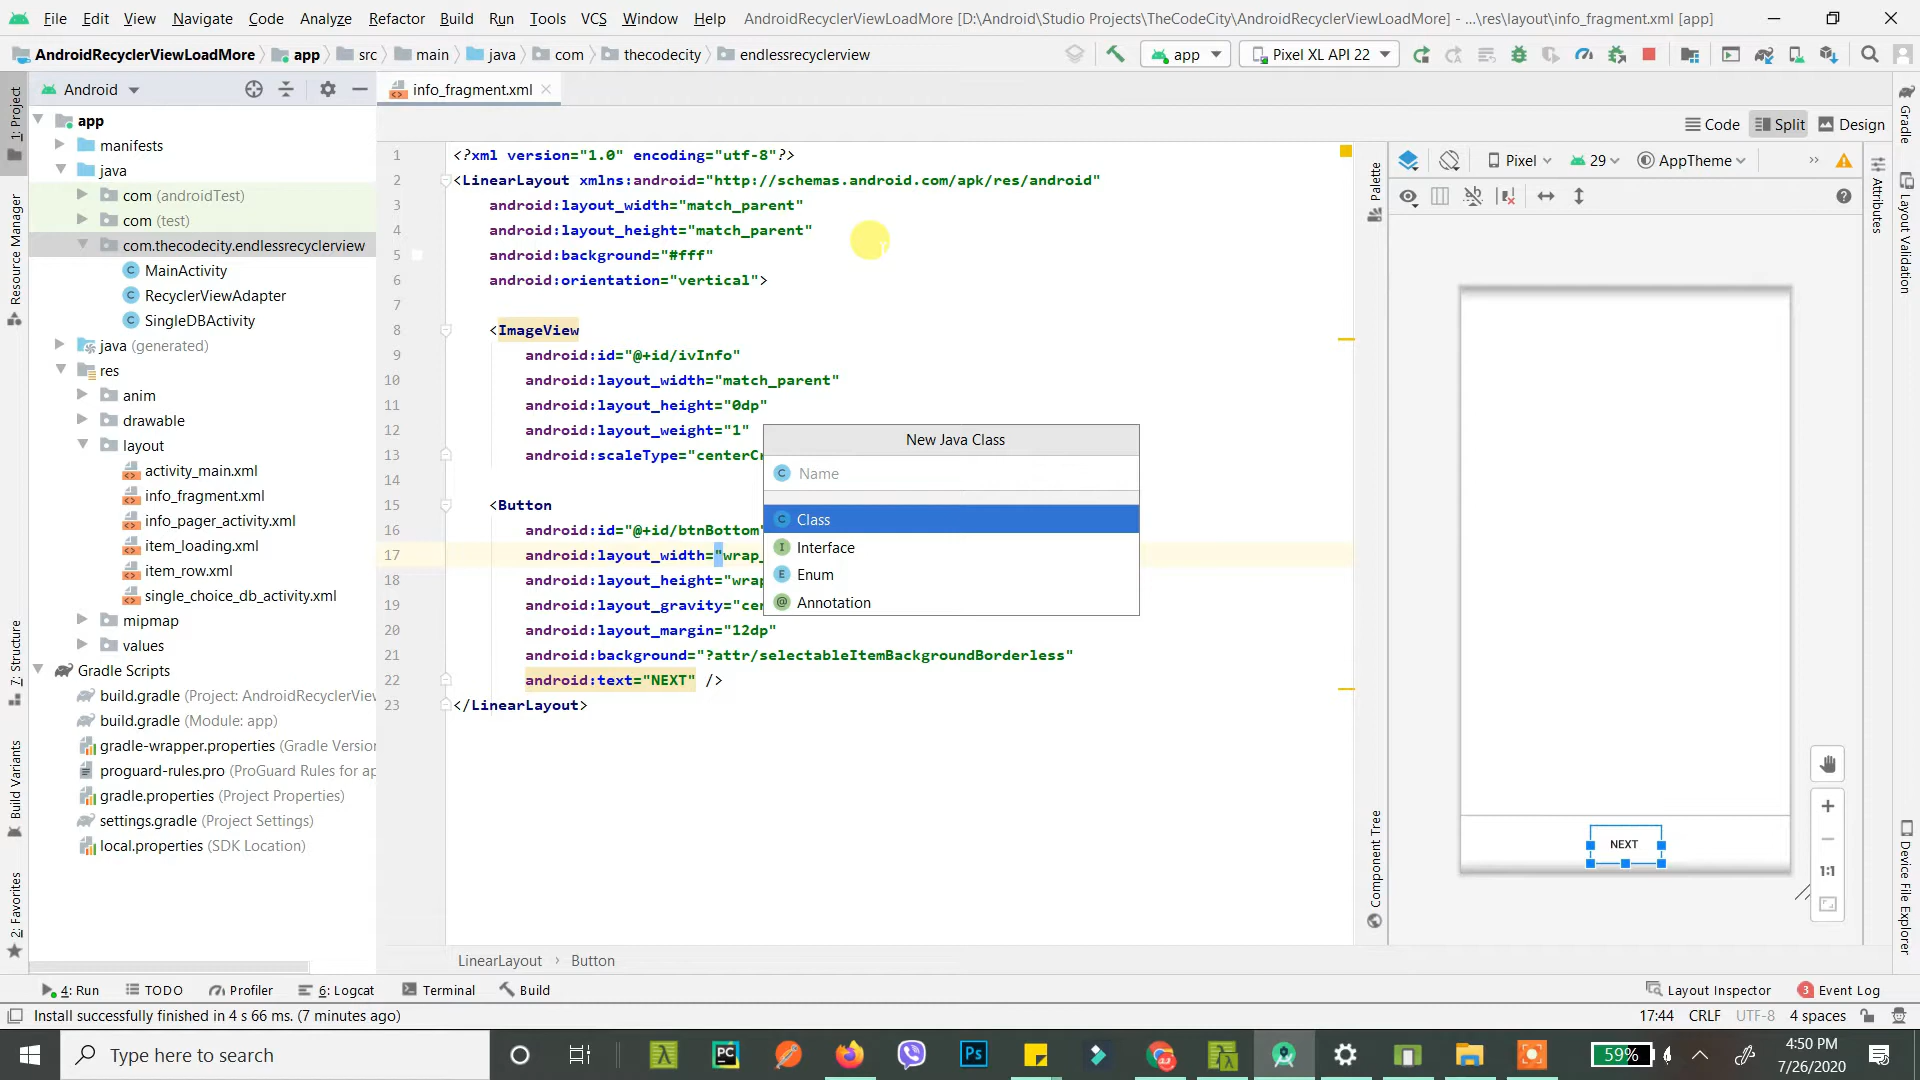 File Edit View Navigate Code Analyze Refactor Build Run Tools VCS Window Help AndroidRecyclerViewLoadMore [D:\Android\Studio Projects\TheCodeCity\AndroidRecyclerViewLoadMore] - ...\res\layout\info_fragment.xml [app]
AndroidRecyclerViewLoadMore app src main java com thecodecity endlessrecyclerview app Pixel XL API 22
Android info_fragment.xml
1: Project
Resource Manager
7: Structure
Build Variants
2: Favorites
app
manifests
java
com (androidTest)
com (test)
com.thecodecity.endlessrecyclerview
MainActivity
RecyclerViewAdapter
SingleDBActivity
java (generated)
res
anim
drawable
layout
activity_main.xml
info_fragment.xml
info_pager_activity.xml
item_loading.xml
item_row.xml
single_choice_db_activity.xml
mipmap
values
Gradle Scripts
build.gradle (Project: AndroidRecyclerView
build.gradle (Module: app)
gradle-wrapper.properties (Gradle Version
proguard-rules.pro (ProGuard Rules for ap
gradle.properties (Project Properties)
settings.gradle (Project Settings)
local.properties (SDK Location)
Code Split Design
1 <?xml version="1.0" encoding="utf-8"?>
2 <LinearLayout xmlns:android="http://schemas.android.com/apk/res/android"
3 android:layout_width="match_parent"
4 android:layout_height="match_parent"
5 android:background="#fff"
6 android:orientation="vertical">
7
8 <ImageView
9 android:id="@+id/ivInfo"
10 android:layout_width="match_parent"
11 android:layout_height="0dp"
12 android:layout_weight="1"
13 android:scaleType="centerCr
14
15 <Button
16 android:id="@+id/btnBottom"
17 android:layout_width="wrap_
18 android:layout_height="wrap
19 android:layout_gravity="cen
20 android:layout_margin="12dp"
21 android:background="?attr/selectableItemBackgroundBorderless"
22 android:text="NEXT" />
23 </LinearLayout>
New Java Class
Name
Class
Interface
Enum
Annotation
Palette
Component Tree
Pixel 29 AppTheme
NEXT
1:1
Attributes
Gradle
Layout Validation
Device File Explorer
LinearLayout › Button
4: Run TODO Profiler 6: Logcat Terminal Build Layout Inspector 3 Event Log
Install successfully finished in 4 s 66 ms. (7 minutes ago) 17:44 CRLF UTF-8 4 spaces
Type here to search PC Ps 59% 4:50 PM
7/26/2020